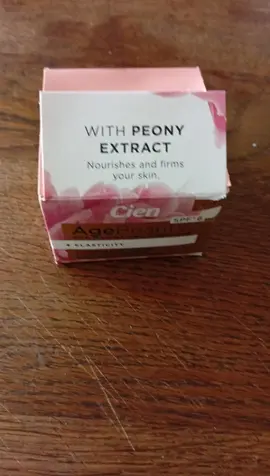 WITH PEONY
EXTRACT
Nourishes and firms
your skin.
Cien
ELASTICITY